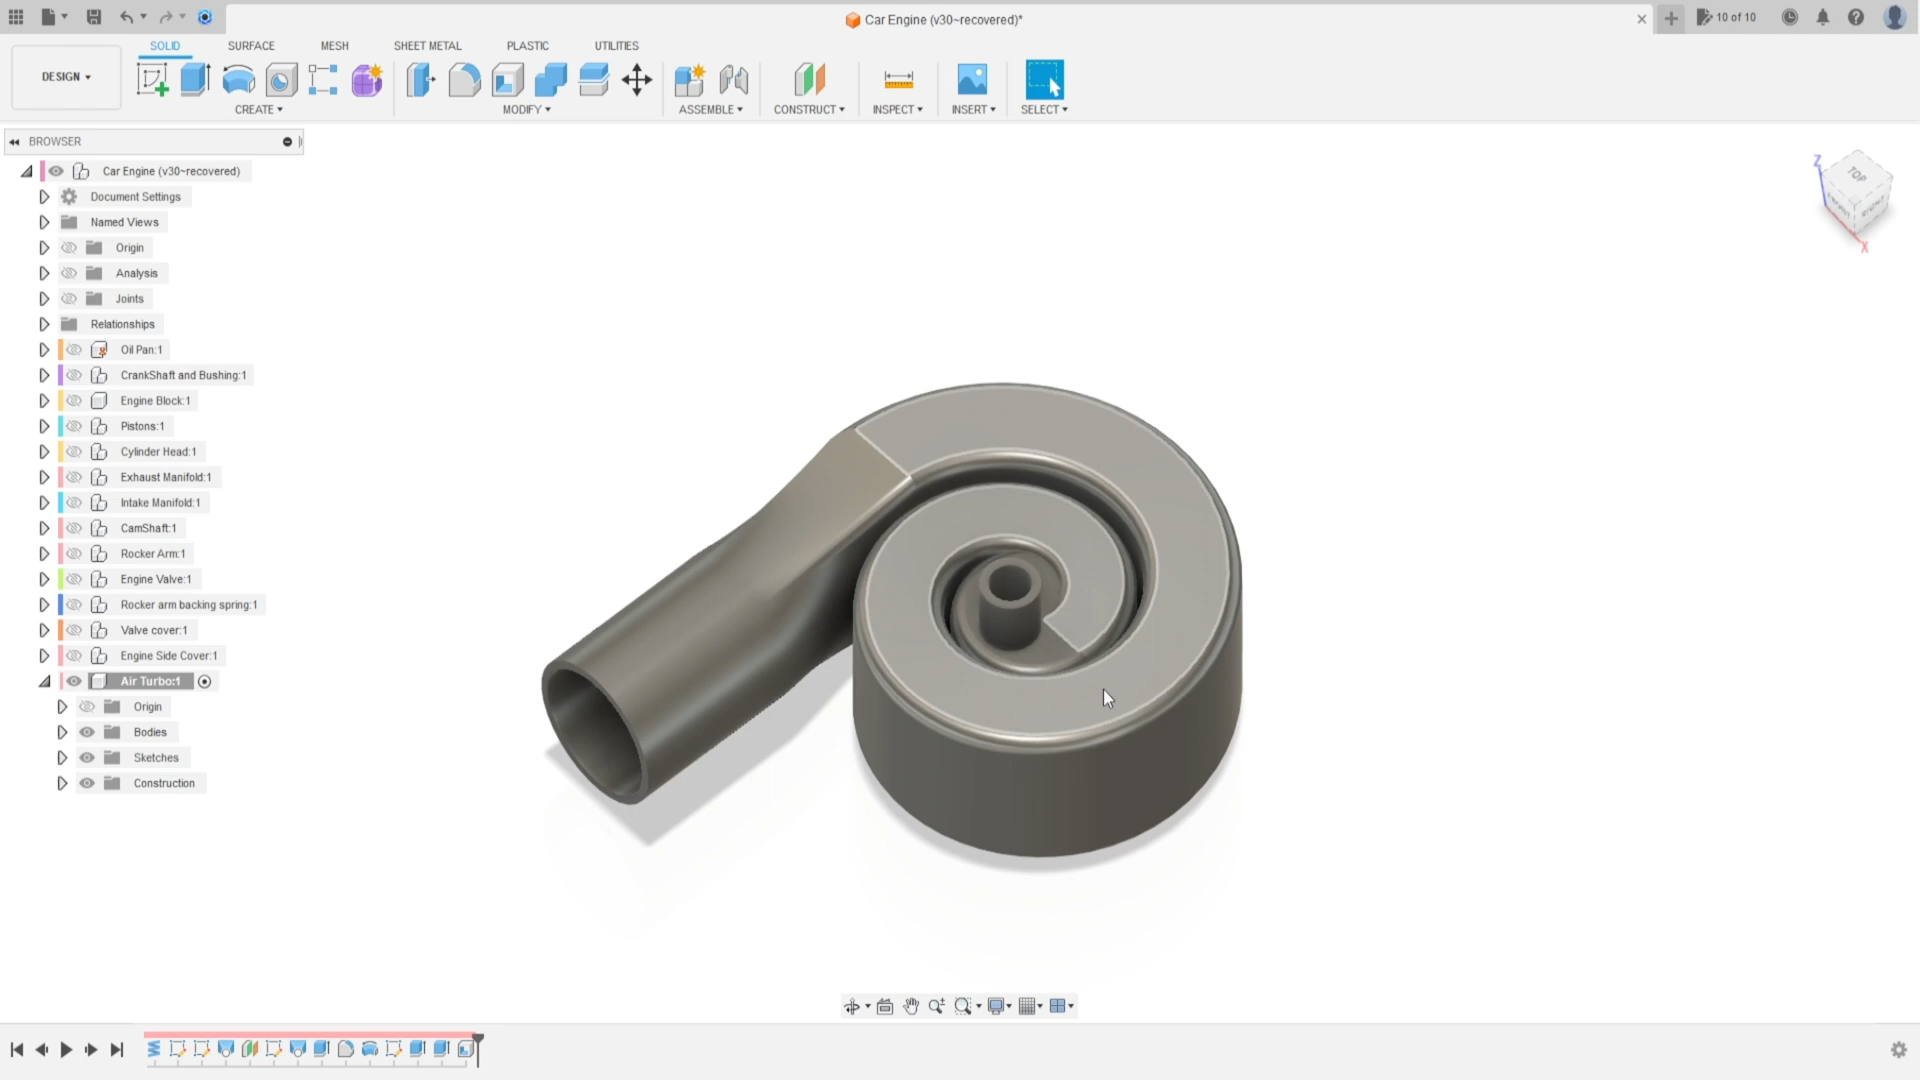 Car Engine (v30~recovered)*
10 of 10
DESIGN
SOLID SURFACE MESH SHEET METAL PLASTIC UTILITIES
CREATE MODIFY ASSEMBLE CONSTRUCT INSPECT INSERT SELECT
BROWSER
Car Engine (v30~recovered)
Document Settings
Named Views
Origin
Analysis
Joints
Relationships
Oil Pan:1
CrankShaft and Bushing:1
Engine Block:1
Pistons:1
Cylinder Head:1
Exhaust Manifold:1
Intake Manifold:1
CamShaft:1
Rocker Arm:1
Engine Valve:1
Rocker arm backing spring:1
Valve cover:1
Engine Side Cover:1
Air Turbo:1
Origin
Bodies
Sketches
Construction
Z
TOP
FRONT
RIGHT
X